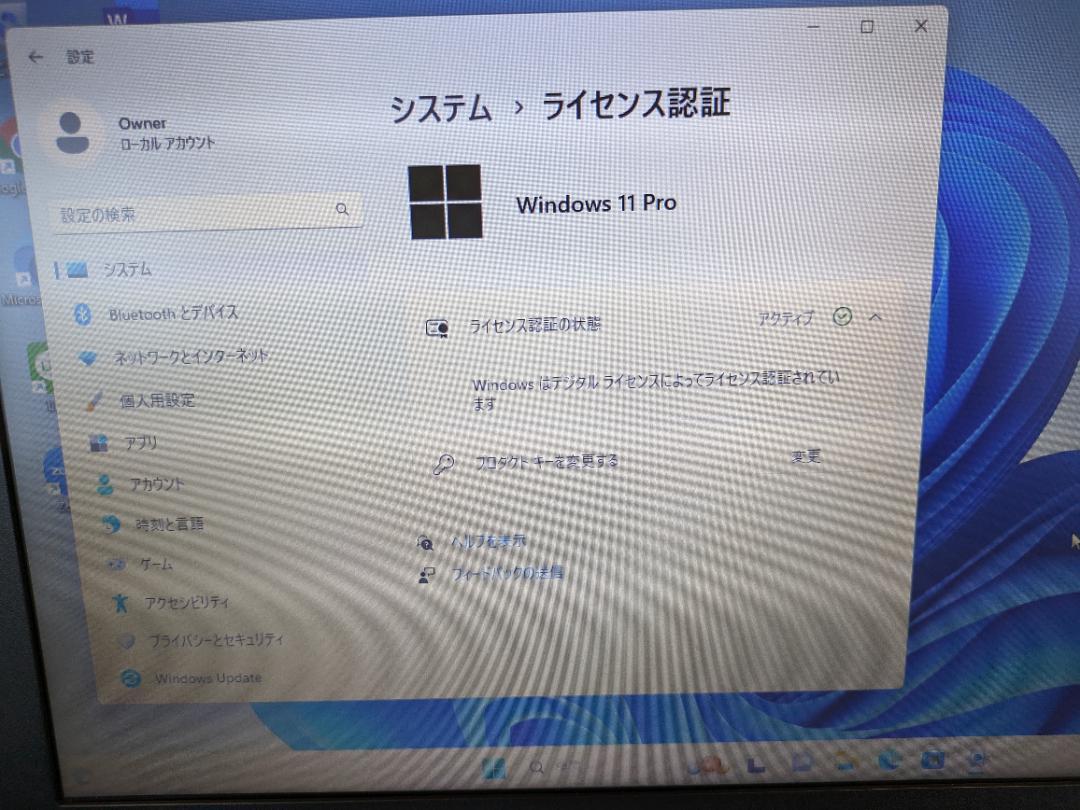 設定
Owner
ローカル アカウント
設定の検索
システム
Bluetooth とデバイス
ネットワークとインターネット
個人用設定
アプリ
アカウント
時刻と言語
ゲーム
アクセシビリティ
プライバシーとセキュリティ
Windows Update
システム › ライセンス認証
Windows 11 Pro
ライセンス認証の状態
アクティブ
Windows はデジタル ライセンスによってライセンス認証されてい
ます
プロダクト キーを変更する
変更
ヘルプを表示
フィードバックの送信